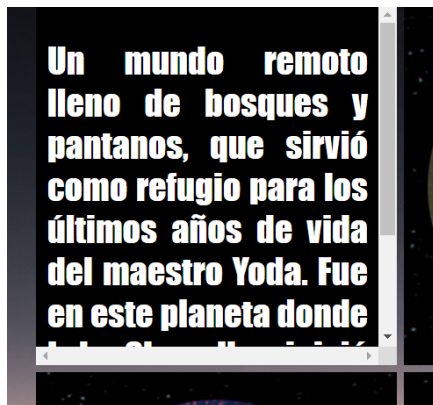 Un mundo remoto
lleno de bosques y
pantanos, que sirvió
como refugio para los
últimos años de vida
del maestro Yoda. Fue
en este planeta donde